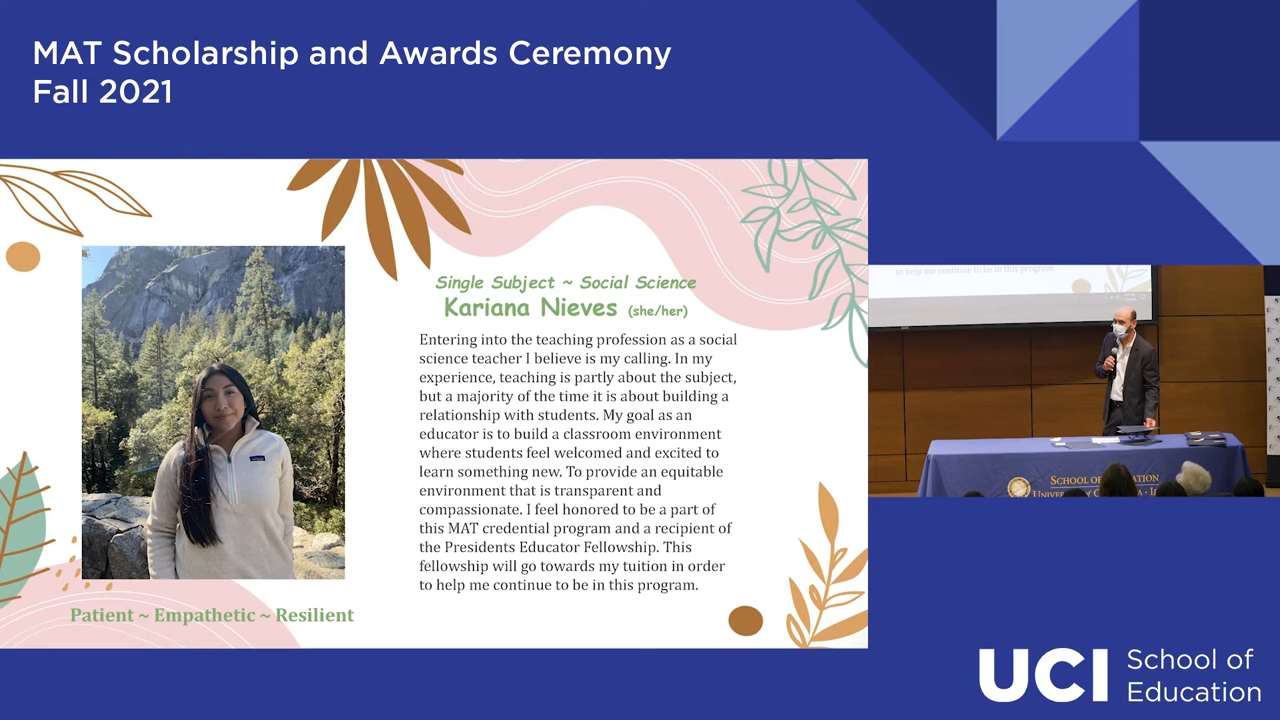 MAT Scholarship and Awards Ceremony
Fall 2021
Single Subject ~ Social Science
Kariana Nieves (she/her)
Entering into the teaching profession as a social
science teacher I believe is my calling. In my
experience, teaching is partly about the subject,
but a majority of the time it is about building a
relationship with students. My goal as an
educator is to build a classroom environment
where students feel welcomed and excited to
learn something new. To provide an equitable
environment that is transparent and
compassionate. I feel honored to be a part of
this MAT credential program and a recipient of
the Presidents Educator Fellowship. This
fellowship will go towards my tuition in order
to help me continue to be in this program.
Patient ~ Empathetic ~ Resilient
to help me continue to be in this program.
SCHOOL OF
UCI School of
Education